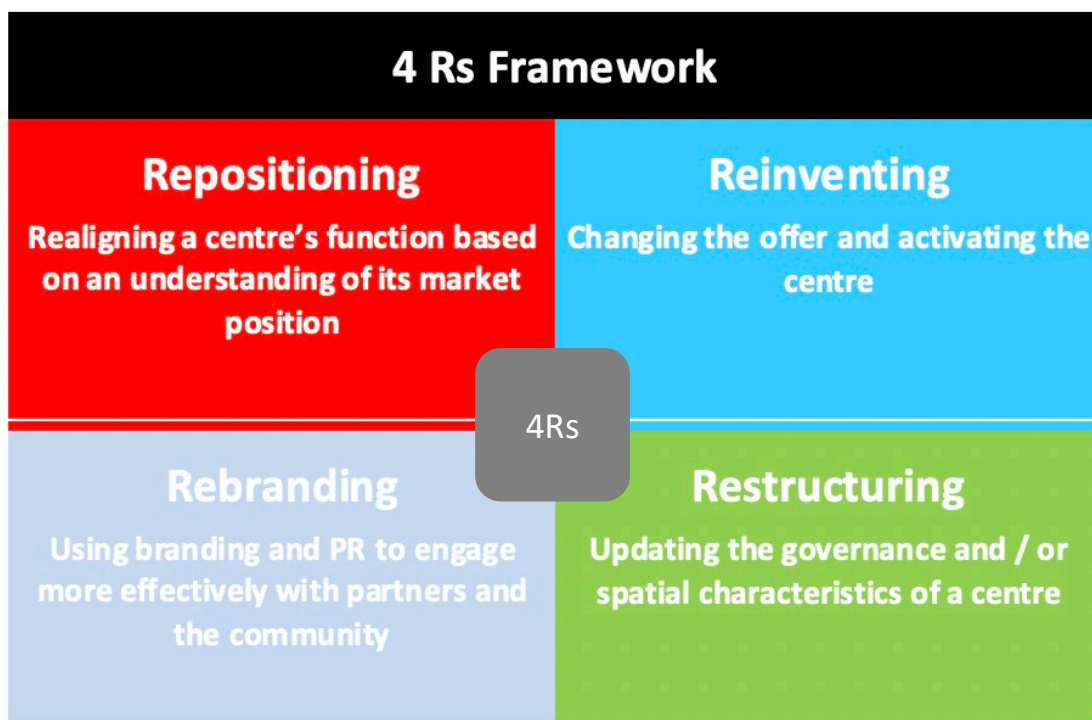 4 Rs Framework
Repositioning
Realigning a centre's function based
on an understanding of its market
position
Reinventing
Changing the offer and activating the
centre
4Rs
Rebranding
Using branding and PR to engage
more effectively with partners and
the community
Restructuring
Updating the governance and / or
spatial characteristics of a centre